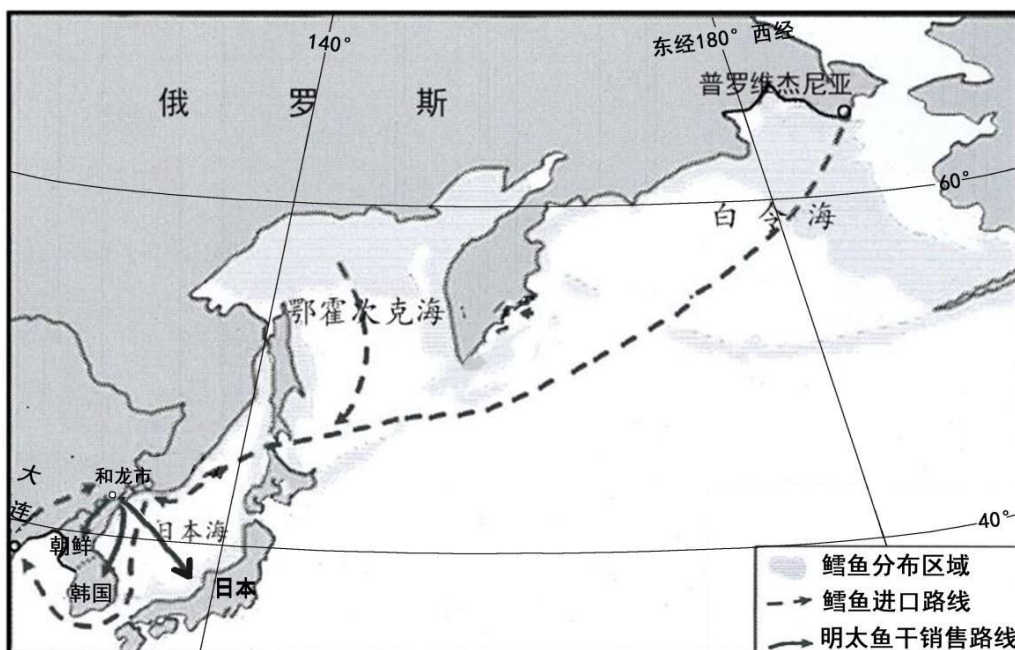 140°
东经180° 西经
普罗维杰尼亚
俄 罗 斯
60°
白令海
鄂霍次克海
大连
和龙市
日本海
40°
朝鲜
韩国
日本
鳕鱼分布区域
鳕鱼进口路线
明太鱼干销售路线